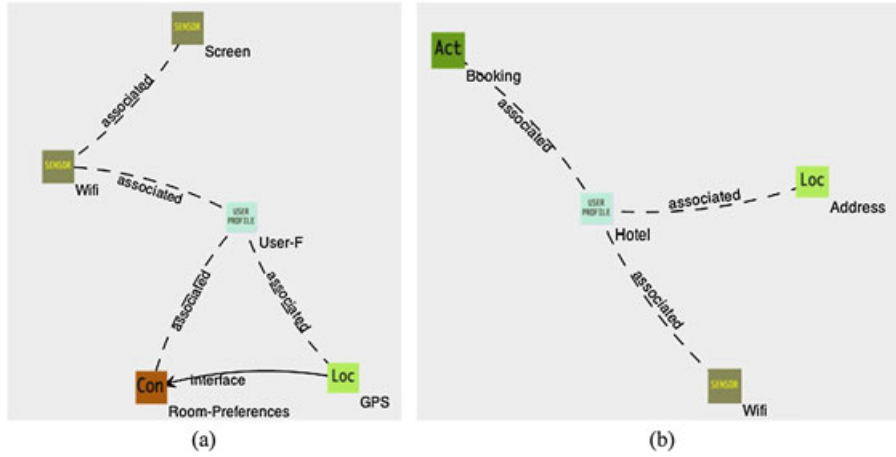 SENSOR
Screen
associated
SENSOR
Wifi
associated
USER
PROFILE
User-F
associated
associated
Con
Interface
Loc
Room-Preferences
GPS
(a)
Act
Booking
associated
USER
PROFILE
Hotel
associated
Loc
Address
associated
SENSOR
Wifi
(b)